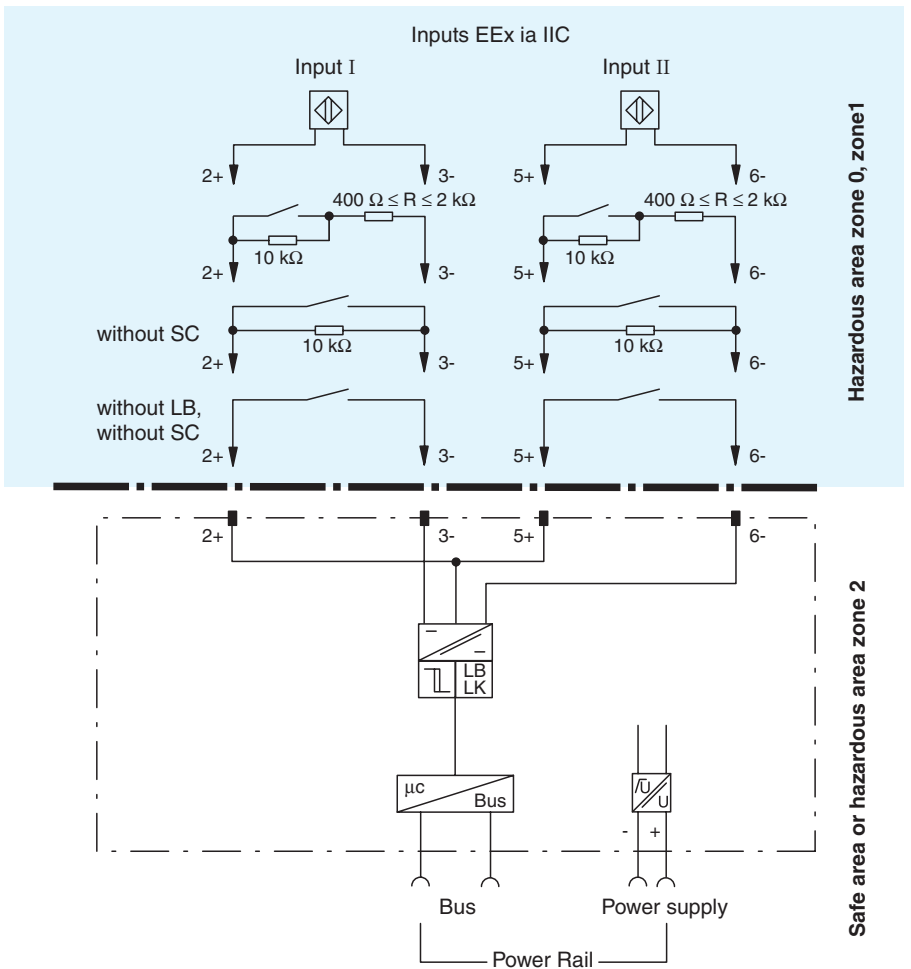 Inputs EEx ia IIC
Input I
Input II
2+
3-
5+
6-
400 Ω ≤ R ≤ 2 kΩ
400 Ω ≤ R ≤ 2 kΩ
10 kΩ
10 kΩ
2+
3-
5+
6-
without SC
10 kΩ
10 kΩ
2+
3-
5+
6-
without LB,
without SC
2+
3-
5+
6-
Hazardous area zone 0, zone1
2+
3-
5+
6-
LB
LK
µc
Bus
U
U
- +
Bus
Power supply
Power Rail
Safe area or hazardous area zone 2